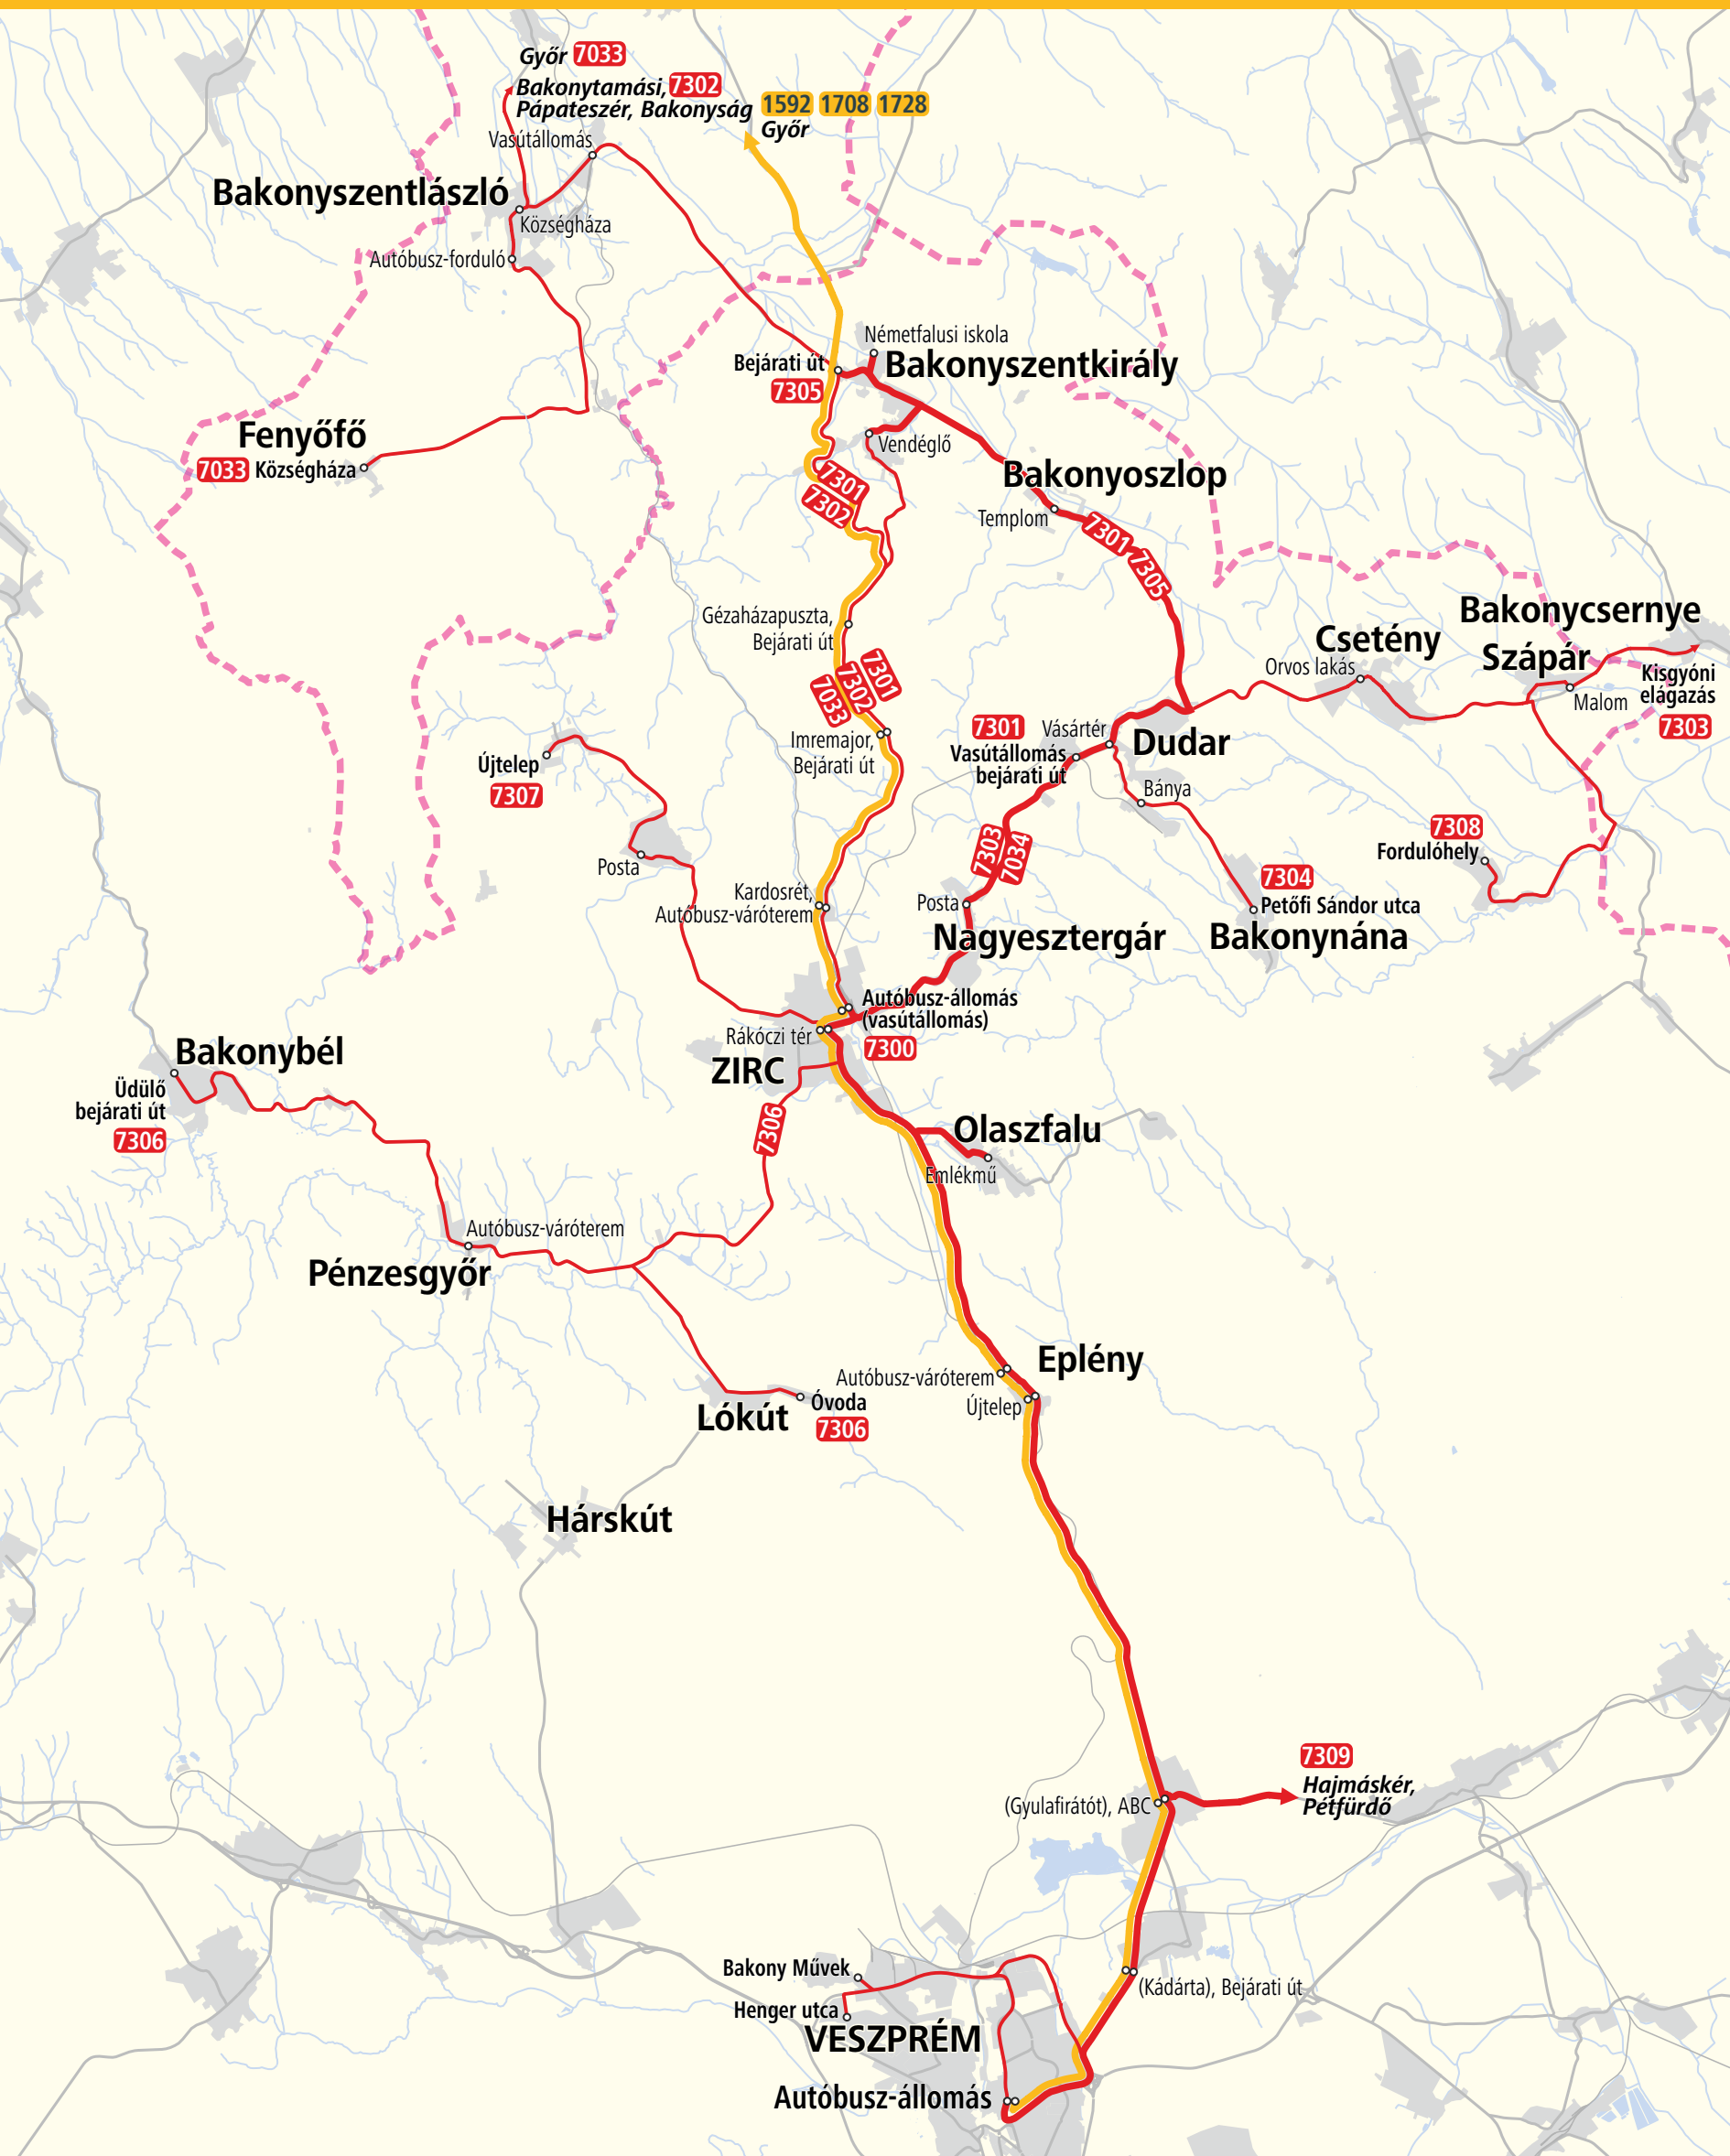 Győr 7033
Bakonytamási, 7302
Pápateszér, Bakonyság
1592 1708 1728
Győr
Vasútállomás
Bakonyszentlászló
Községháza
Autóbusz-forduló
Németfalusi iskola
Bejárati út
Bakonyszentkirály
7305
Fenyőfő
7033 Községháza
Vendéglő
7301
7302
Bakonyoszlop
Templom
7301
7305
Gézaházapuszta,
Bejárati út
Bakonycsernye
Csetény
Szápár
Orvos lakás
Kisgyóni
elágazás
Malom
7303
7301
7302
7033
Imremajor,
Bejárati út
7301
Vásártér
Vasútállomás
bejárati út
Dudar
Újtelep
7307
Bánya
7303
7034
7308
Fordulóhely
Posta
Kardosrét,
Autóbusz-váróterem
Posta
7304
Petőfi Sándor utca
Nagyesztergár
Bakonynána
Autóbusz-állomás
(vasútállomás)
Rákóczi tér
7300
ZIRC
Bakonybél
Üdülő
bejárati út
7306
7306
Olaszfalu
Emlékmű
Autóbusz-váróterem
Pénzesgyőr
Eplény
Autóbusz-váróterem
Újtelep
Óvoda
Lókút
7306
Hárskút
7309
Hajmáskér,
Pétfürdő
(Gyulafirátót), ABC
Bakony Művek
(Kádárta), Bejárati út
Henger utca
VESZPRÉM
Autóbusz-állomás